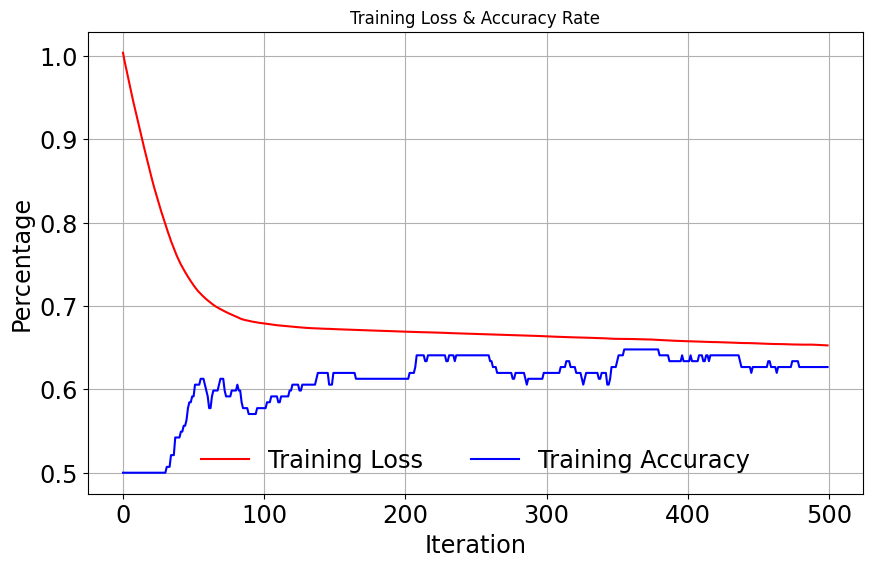 Training Loss & Accuracy Rate
Percentage
1.0
0.9
0.8
0.7
0.6
0.5
Training Loss
Training Accuracy
0 100 200 300 400 500
Iteration